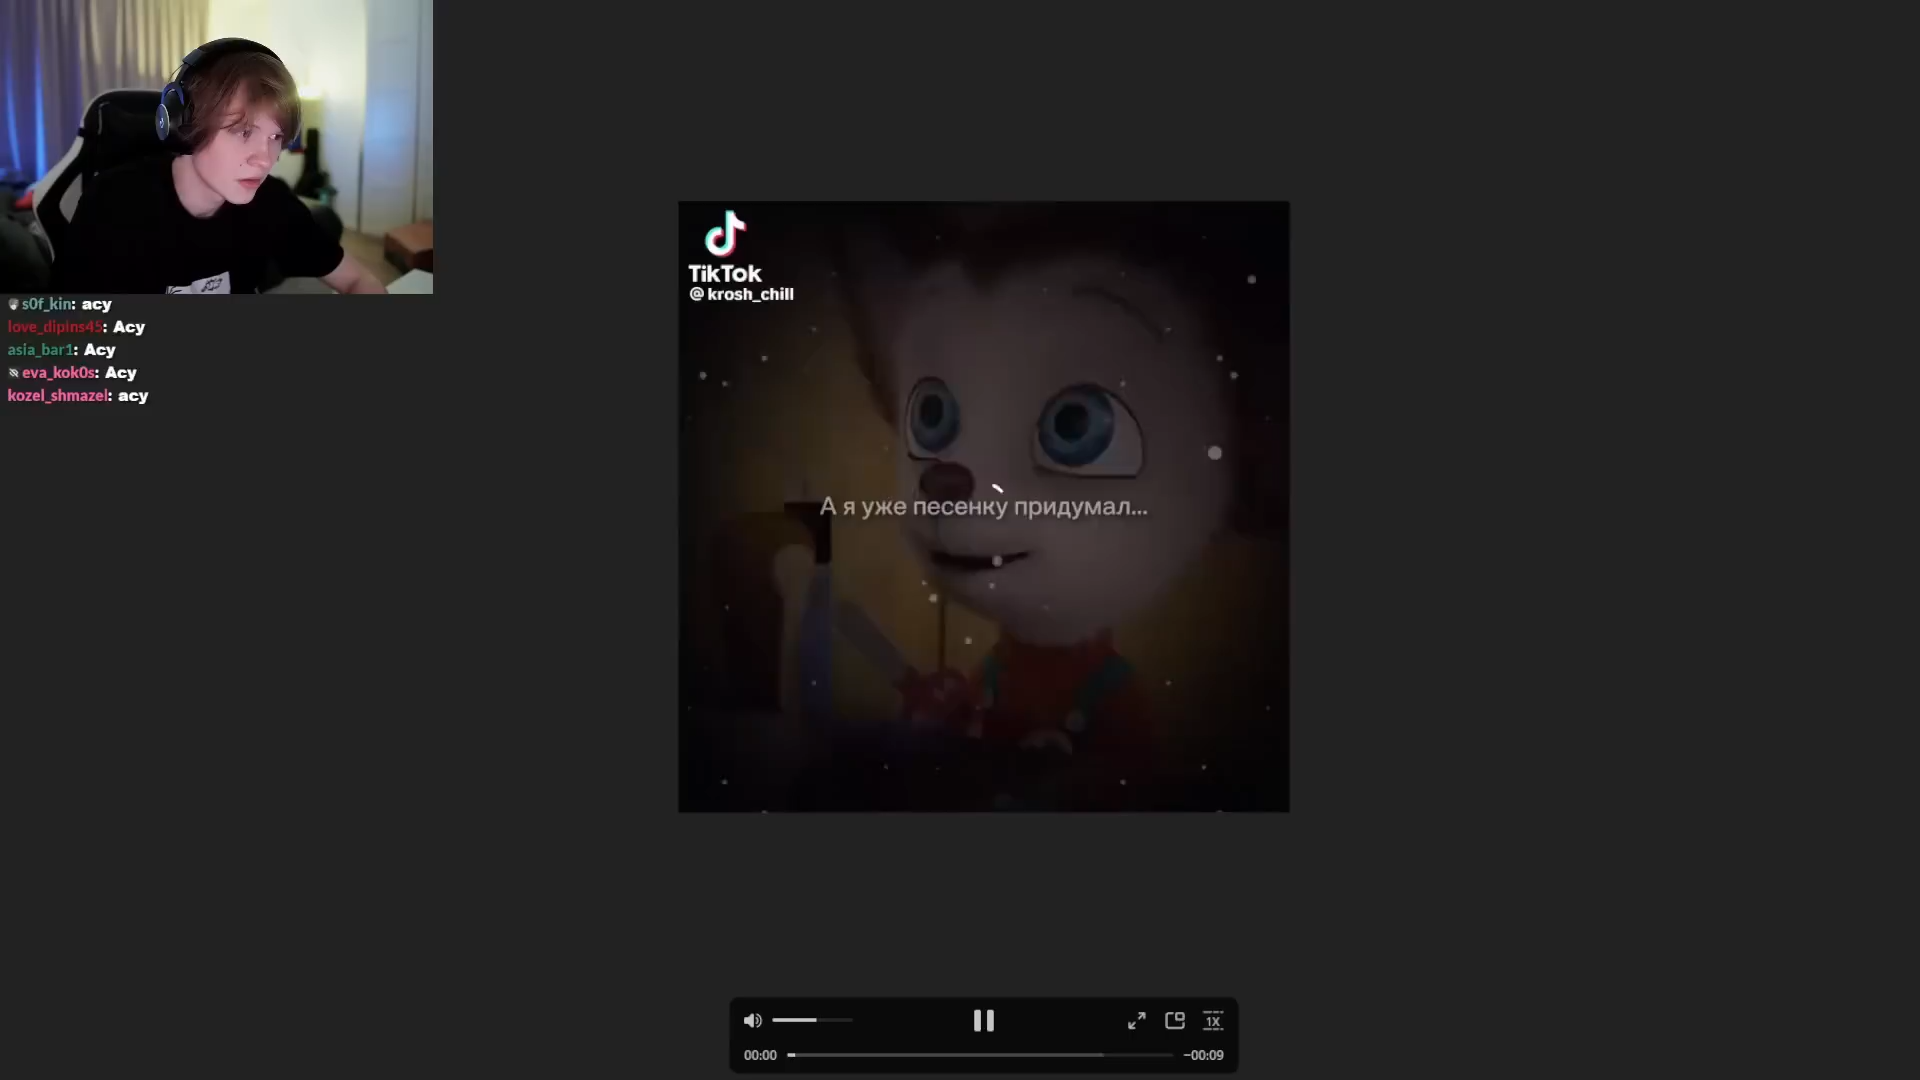 s0f_kin: acy
love_dipins45: Acy
asia_bar1: Acy
eva_kok0s: Acy
kozel_shmazel: acy
TikTok
@krosh_chill
А я уже песенку придумал...
1X
00:00
−00:09